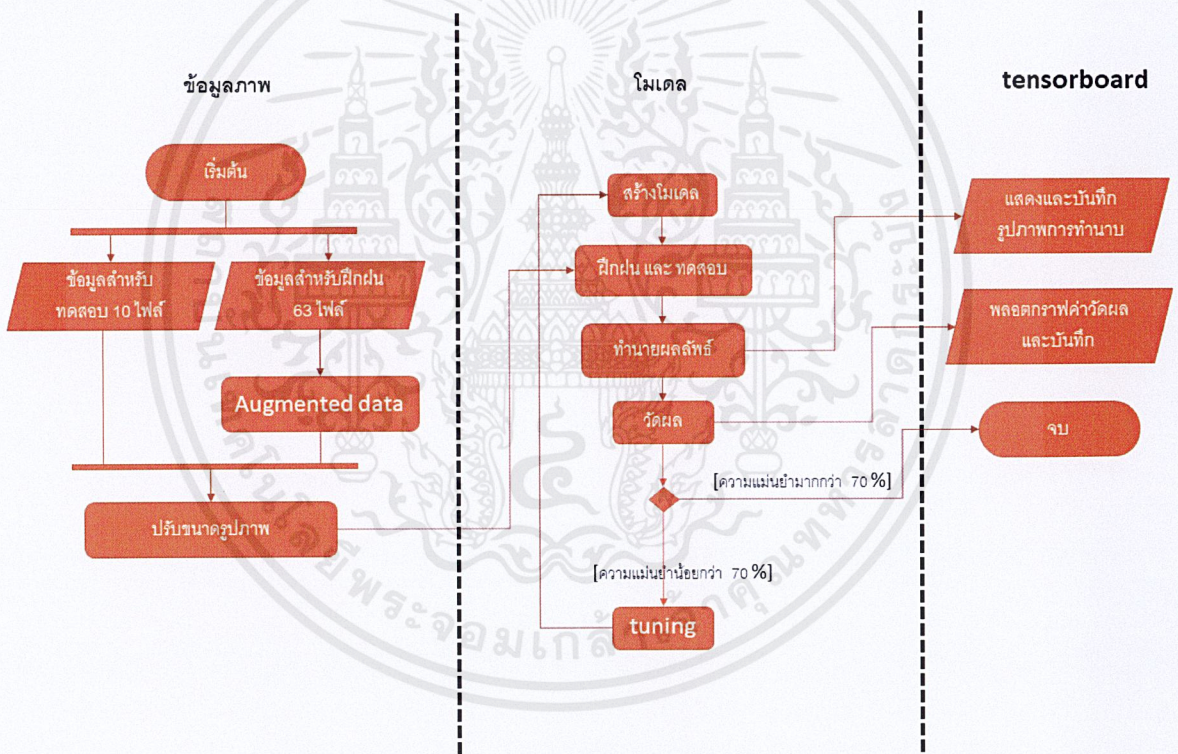 ข้อมูลภาพ
โมเดล
tensorboard
เริ่มต้น
ข้อมูลสำหรับ
ทดสอบ 10 ไฟล์
ข้อมูลสำหรับฝึกฝน
63 ไฟล์
Augmented data
ปรับขนาดรูปภาพ
สร้างโมเดล
ฝึกฝน และ ทดสอบ
ทำนายผลลัพธ์
วัดผล
[ความแม่นยำมากกว่า 70 %]
[ความแม่นยำน้อยกว่า 70 %]
tuning
แสดงและบันทึก
รูปภาพการทำนาบ
พลอตกราฟค่าวัดผล
และบันทึก
จบ